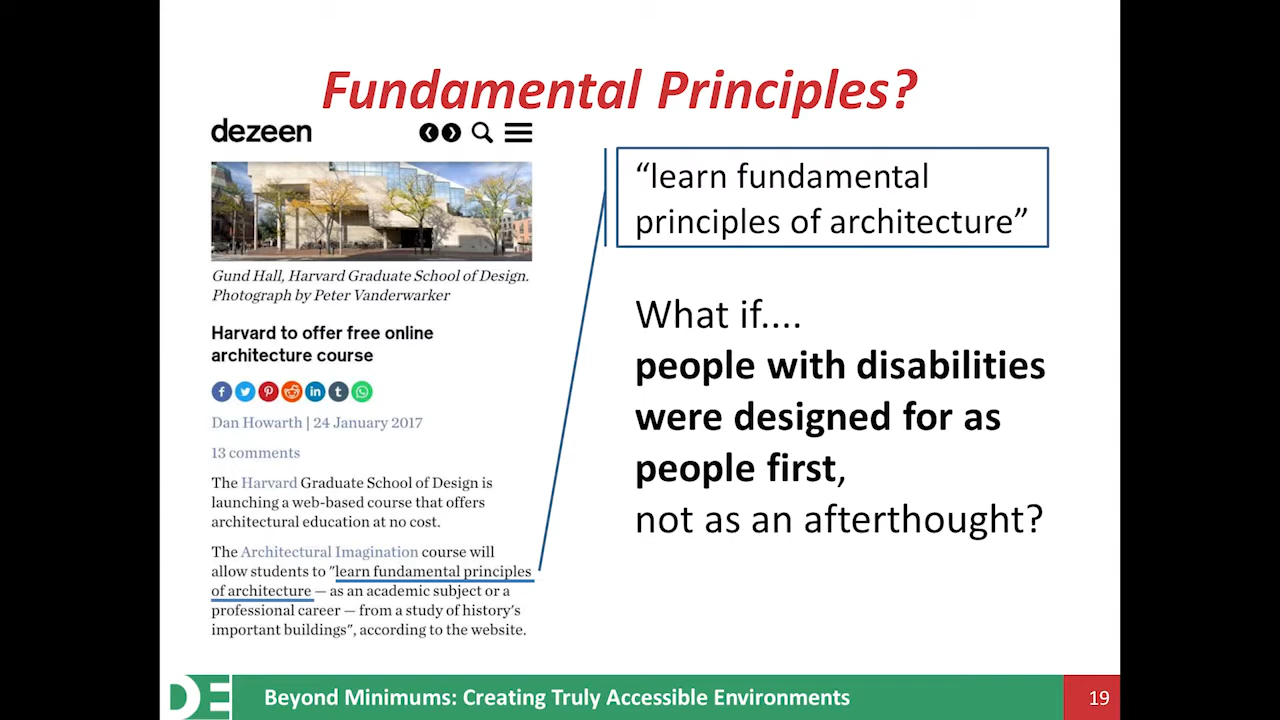 Fundamental Principles?
dezeen
Gund Hall, Harvard Graduate School of Design.
Photograph by Peter Vanderwarker
Harvard to offer free online
architecture course
Dan Howarth | 24 January 2017
13 comments
The Harvard Graduate School of Design is
launching a web-based course that offers
architectural education at no cost.
The Architectural Imagination course will
allow students to "learn fundamental principles
of architecture — as an academic subject or a
professional career — from a study of history's
important buildings", according to the website.
“learn fundamental
principles of architecture”
What if....
people with disabilities
were designed for as
people first,
not as an afterthought?
DE
Beyond Minimums: Creating Truly Accessible Environments
19